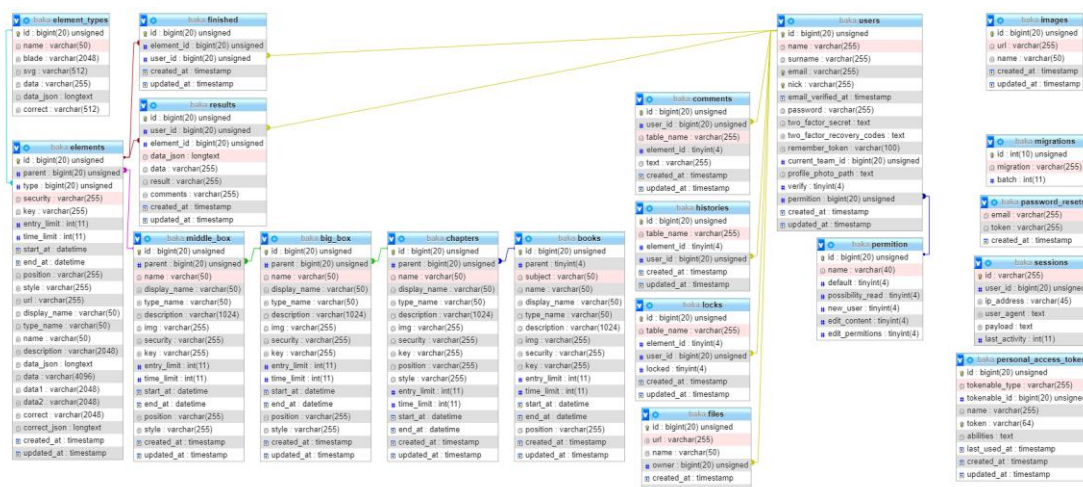 baka element_types
id : bigint(20) unsigned
name : varchar(50)
blade : varchar(2048)
svg : varchar(512)
data : varchar(255)
data_json : longtext
correct : varchar(512)
baka finished
id : bigint(20) unsigned
element_id : bigint(20) unsigned
user_id : bigint(20) unsigned
created_at : timestamp
updated_at : timestamp
baka results
id : bigint(20) unsigned
user_id : bigint(20) unsigned
element_id : bigint(20) unsigned
data_json : longtext
data : varchar(255)
result : varchar(255)
comments : varchar(255)
created_at : timestamp
updated_at : timestamp
baka elements
id : bigint(20) unsigned
parent : bigint(20) unsigned
type : bigint(20) unsigned
security : varchar(255)
key : varchar(255)
entry_limit : int(11)
time_limit : int(11)
start_at : datetime
end_at : datetime
position : varchar(255)
style : varchar(255)
url : varchar(255)
display_name : varchar(50)
type_name : varchar(50)
name : varchar(50)
description : varchar(2048)
data_json : longtext
data : varchar(4096)
data1 : varchar(2048)
data2 : varchar(2048)
correct : varchar(2048)
correct_json : longtext
created_at : timestamp
updated_at : timestamp
baka middle_box
id : bigint(20) unsigned
parent : bigint(20) unsigned
name : varchar(50)
display_name : varchar(50)
type_name : varchar(50)
description : varchar(1024)
img : varchar(255)
security : varchar(255)
key : varchar(255)
entry_limit : int(11)
time_limit : int(11)
start_at : datetime
end_at : datetime
position : varchar(255)
style : varchar(255)
created_at : timestamp
updated_at : timestamp
baka big_box
id : bigint(20) unsigned
parent : bigint(20) unsigned
name : varchar(50)
display_name : varchar(50)
type_name : varchar(50)
description : varchar(1024)
img : varchar(255)
security : varchar(255)
key : varchar(255)
entry_limit : int(11)
time_limit : int(11)
start_at : datetime
end_at : datetime
position : varchar(255)
style : varchar(255)
created_at : timestamp
updated_at : timestamp
baka chapters
id : bigint(20) unsigned
parent : bigint(20) unsigned
name : varchar(50)
display_name : varchar(50)
type_name : varchar(50)
description : varchar(1024)
img : varchar(255)
security : varchar(255)
key : varchar(255)
position : varchar(255)
style : varchar(255)
entry_limit : int(11)
time_limit : int(11)
start_at : datetime
end_at : datetime
created_at : timestamp
updated_at : timestamp
baka books
id : bigint(20) unsigned
parent : tinyint(4)
subject : varchar(50)
name : varchar(50)
display_name : varchar(50)
type_name : varchar(50)
description : varchar(1024)
img : varchar(255)
security : varchar(255)
key : varchar(255)
entry_limit : int(11)
time_limit : int(11)
start_at : datetime
end_at : datetime
position : varchar(255)
created_at : timestamp
updated_at : timestamp
baka comments
id : bigint(20) unsigned
user_id : bigint(20) unsigned
table_name : varchar(255)
element_id : tinyint(4)
text : varchar(255)
created_at : timestamp
updated_at : timestamp
baka histories
id : bigint(20) unsigned
table_name : varchar(255)
element_id : tinyint(4)
user_id : bigint(20) unsigned
created_at : timestamp
updated_at : timestamp
baka locks
id : bigint(20) unsigned
table_name : varchar(255)
element_id : tinyint(4)
user_id : bigint(20) unsigned
locked : tinyint(4)
created_at : timestamp
updated_at : timestamp
baka files
id : bigint(20) unsigned
url : varchar(255)
name : varchar(50)
owner : bigint(20) unsigned
created_at : timestamp
baka users
id : bigint(20) unsigned
name : varchar(255)
surname : varchar(255)
email : varchar(255)
nick : varchar(255)
email_verified_at : timestamp
password : varchar(255)
two_factor_secret : text
two_factor_recovery_codes : text
remember_token : varchar(100)
current_team_id : bigint(20) unsigned
profile_photo_path : text
verify : tinyint(4)
permition : bigint(20) unsigned
created_at : timestamp
updated_at : timestamp
baka permition
id : bigint(20) unsigned
name : varchar(40)
default : tinyint(4)
possibility_read : tinyint(4)
new_user : tinyint(4)
edit_content : tinyint(4)
edit_permitions : tinyint(4)
baka images
id : bigint(20) unsigned
url : varchar(255)
name : varchar(50)
created_at : timestamp
updated_at : timestamp
baka migrations
id : int(10) unsigned
migration : varchar(255)
batch : int(11)
baka password_resets
email : varchar(255)
token : varchar(255)
created_at : timestamp
baka sessions
id : varchar(255)
user_id : bigint(20) unsigned
ip_address : varchar(45)
user_agent : text
payload : text
last_activity : int(11)
baka personal_access_token
id : bigint(20) unsigned
tokenable_type : varchar(255)
tokenable_id : bigint(20) unsigned
name : varchar(255)
token : varchar(64)
abilities : text
last_used_at : timestamp
created_at : timestamp
updated_at : timestamp